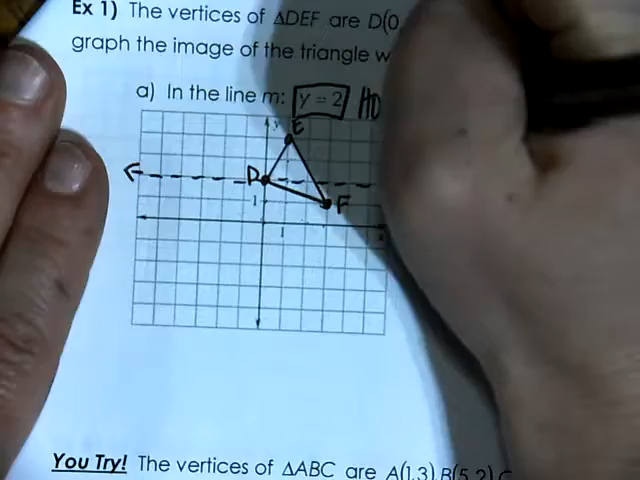 Ex 1) The vertices of ΔDEF are D(0
graph the image of the triangle w
a) In the line m: y = 2 HO
y
E
D
1
F
1
You Try! The vertices of ΔABC are A(1,3) B(5,2) C